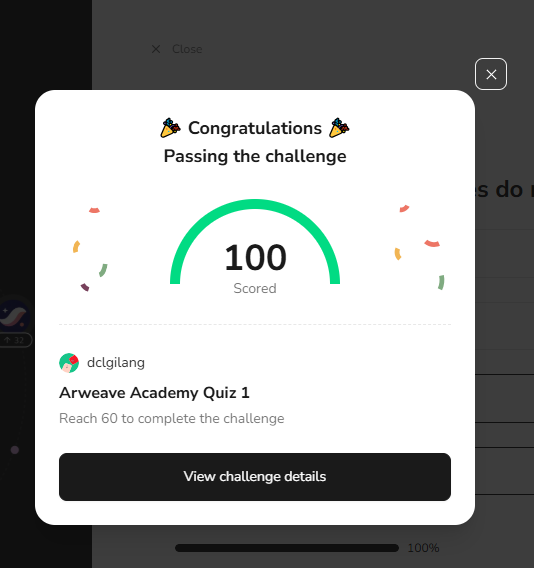 Close
Congratulations
Passing the challenge
es do
100
Scored
32
dclgilang
Arweave Academy Quiz 1
Reach 60 to complete the challenge
View challenge details
100%